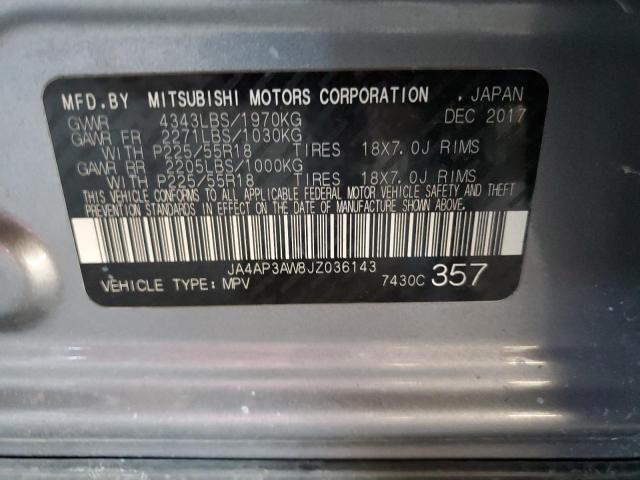 MFD.BY MITSUBISHI MOTORS CORPORATION , JAPAN
GVWR 4343LBS/1970KG DEC 2017
GAWR FR 2271LBS/1030KG
WITH P225/55R18 TIRES 18X7.0J RIMS
GAWR RR 2205LBS/1000KG
WITH P225/55R18 TIRES 18X7.0J RIMS
THIS VEHICLE CONFORMS TO ALL APPLICABLE FEDERAL MOTOR VEHICLE SAFETY AND THEFT
PREVENTION STANDARDS IN EFFECT ON THE DATE OF MANUFACTURE SHOWN ABOVE.
JA4AP3AW8JZ036143
VEHICLE TYPE: MPV 7430C 357